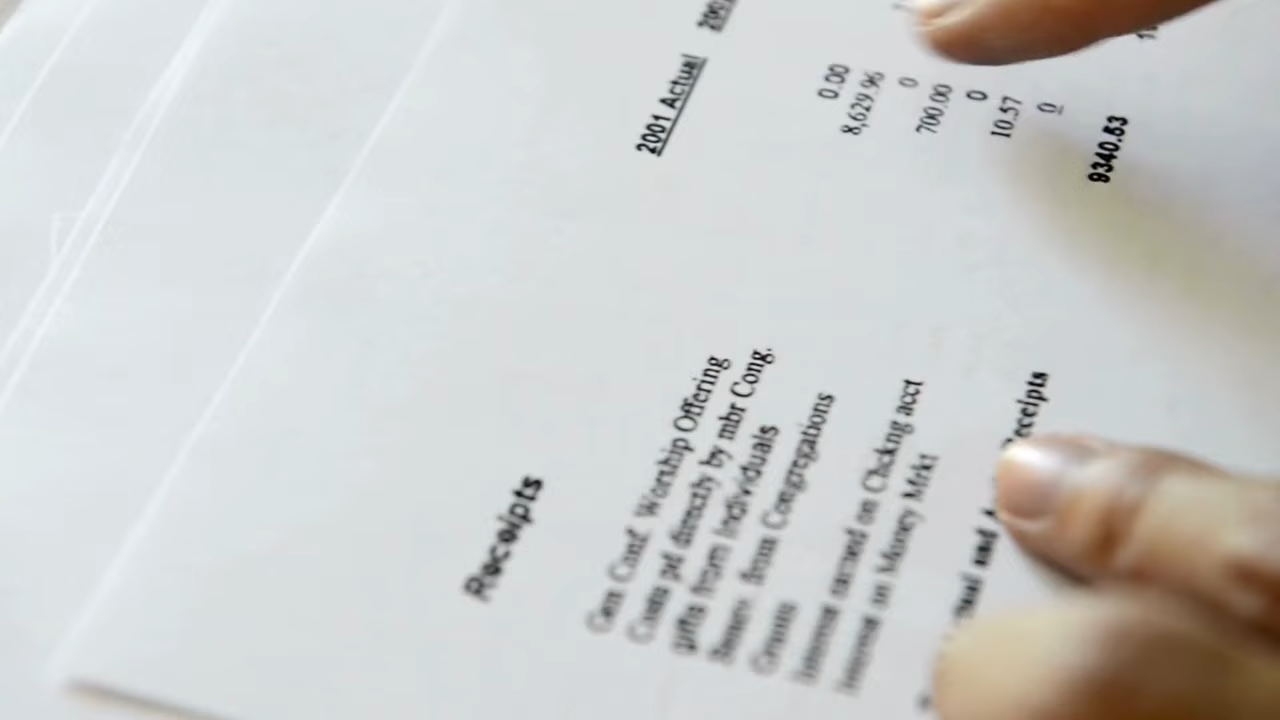 2001 Actual
Receipts
Gen Conf. Worship Offering 0.00
Costs pd directly by mbr Cong. 8,629.96
gifts from individuals 0
from Congregations 700.00
Grants 0
Interest earned on Chckng acct 10.57
Interest on Money Mrkt 0
and Receipts 9340.53